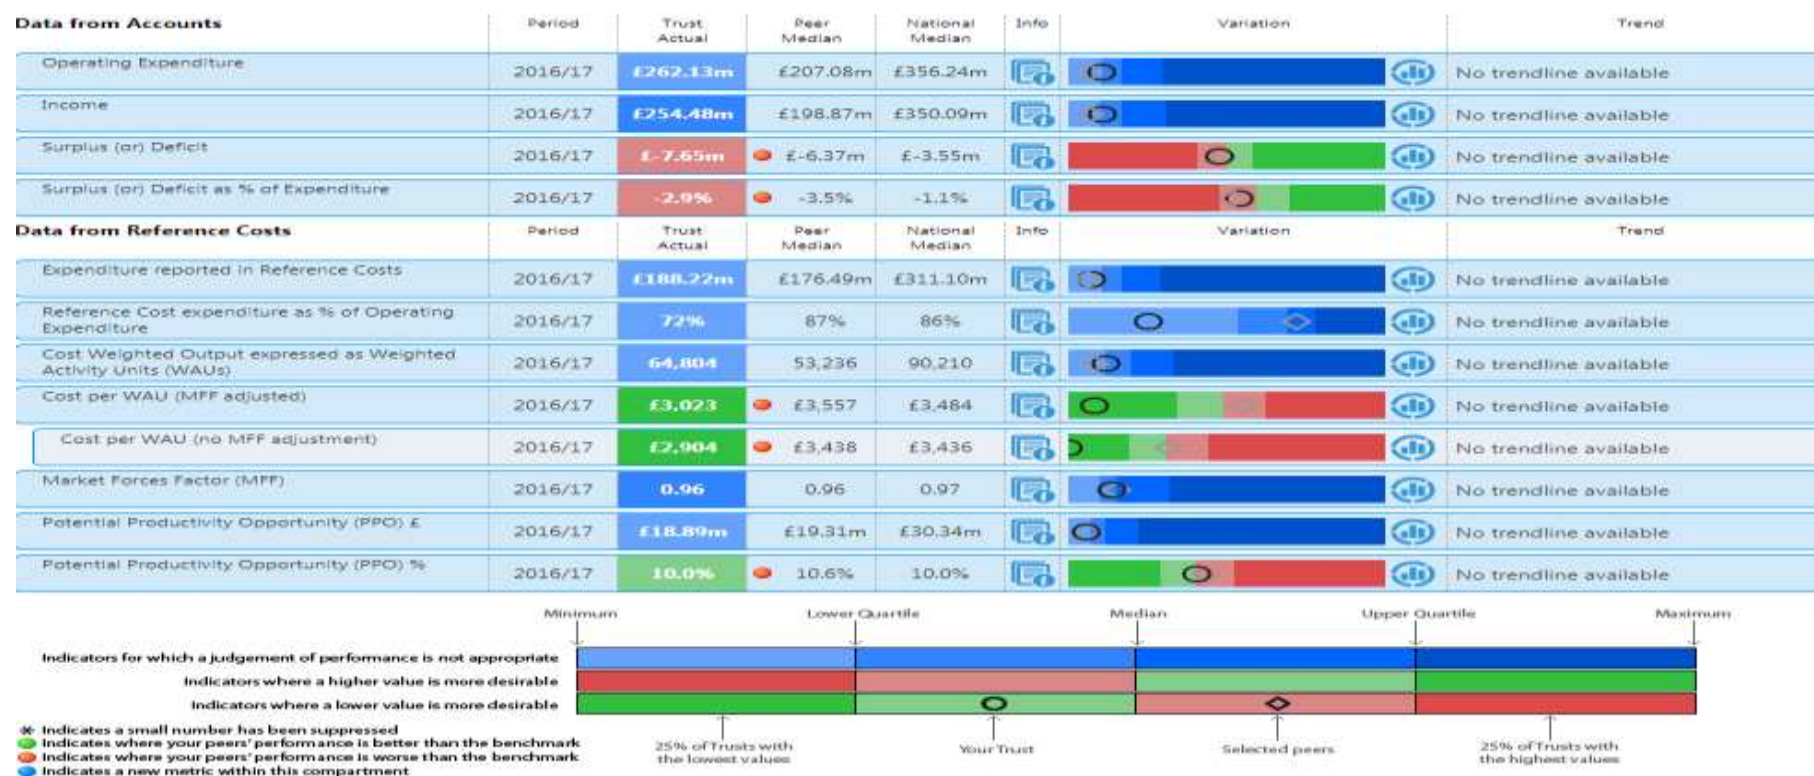 Data from Accounts Period Trust Actual Peer Median National Median Info Variation Trend
Operating Expenditure 2016/17 £262.13m £207.08m £356.24m No trendline available
Income 2016/17 £254.48m £198.87m £350.09m No trendline available
Surplus (or) Deficit 2016/17 £-7.65m £-6.37m £-3.55m No trendline available
Surplus (or) Deficit as % of Expenditure 2016/17 -2.9% -3.5% -1.1% No trendline available
Data from Reference Costs Period Trust Actual Peer Median National Median Info Variation Trend
Expenditure reported in Reference Costs 2016/17 £188.22m £176.49m £311.10m No trendline available
Reference Cost expenditure as % of Operating
Expenditure 2016/17 72% 87% 86% No trendline available
Cost Weighted Output expressed as Weighted
Activity Units (WAUs) 2016/17 64,804 53,236 90,210 No trendline available
Cost per WAU (MFF adjusted) 2016/17 £3,023 £3,557 £3,484 No trendline available
Cost per WAU (no MFF adjustment) 2016/17 £2,904 £3,438 £3,436 No trendline available
Market Forces Factor (MFF) 2016/17 0.96 0.96 0.97 No trendline available
Potential Productivity Opportunity (PPO) £ 2016/17 £18.89m £19.31m £30.34m No trendline available
Potential Productivity Opportunity (PPO) % 2016/17 10.0% 10.6% 10.0% No trendline available
Minimum Lower Quartile Median Upper Quartile Maximum
Indicators for which a judgement of performance is not appropriate
Indicators where a higher value is more desirable
Indicators where a lower value is more desirable
Indicates a small number has been suppressed
Indicates where your peers' performance is better than the benchmark
Indicates where your peers' performance is worse than the benchmark
Indicates a new metric within this compartment
25% of Trusts with
the lowest values
Your Trust
Selected peers
25% of Trusts with
the highest values